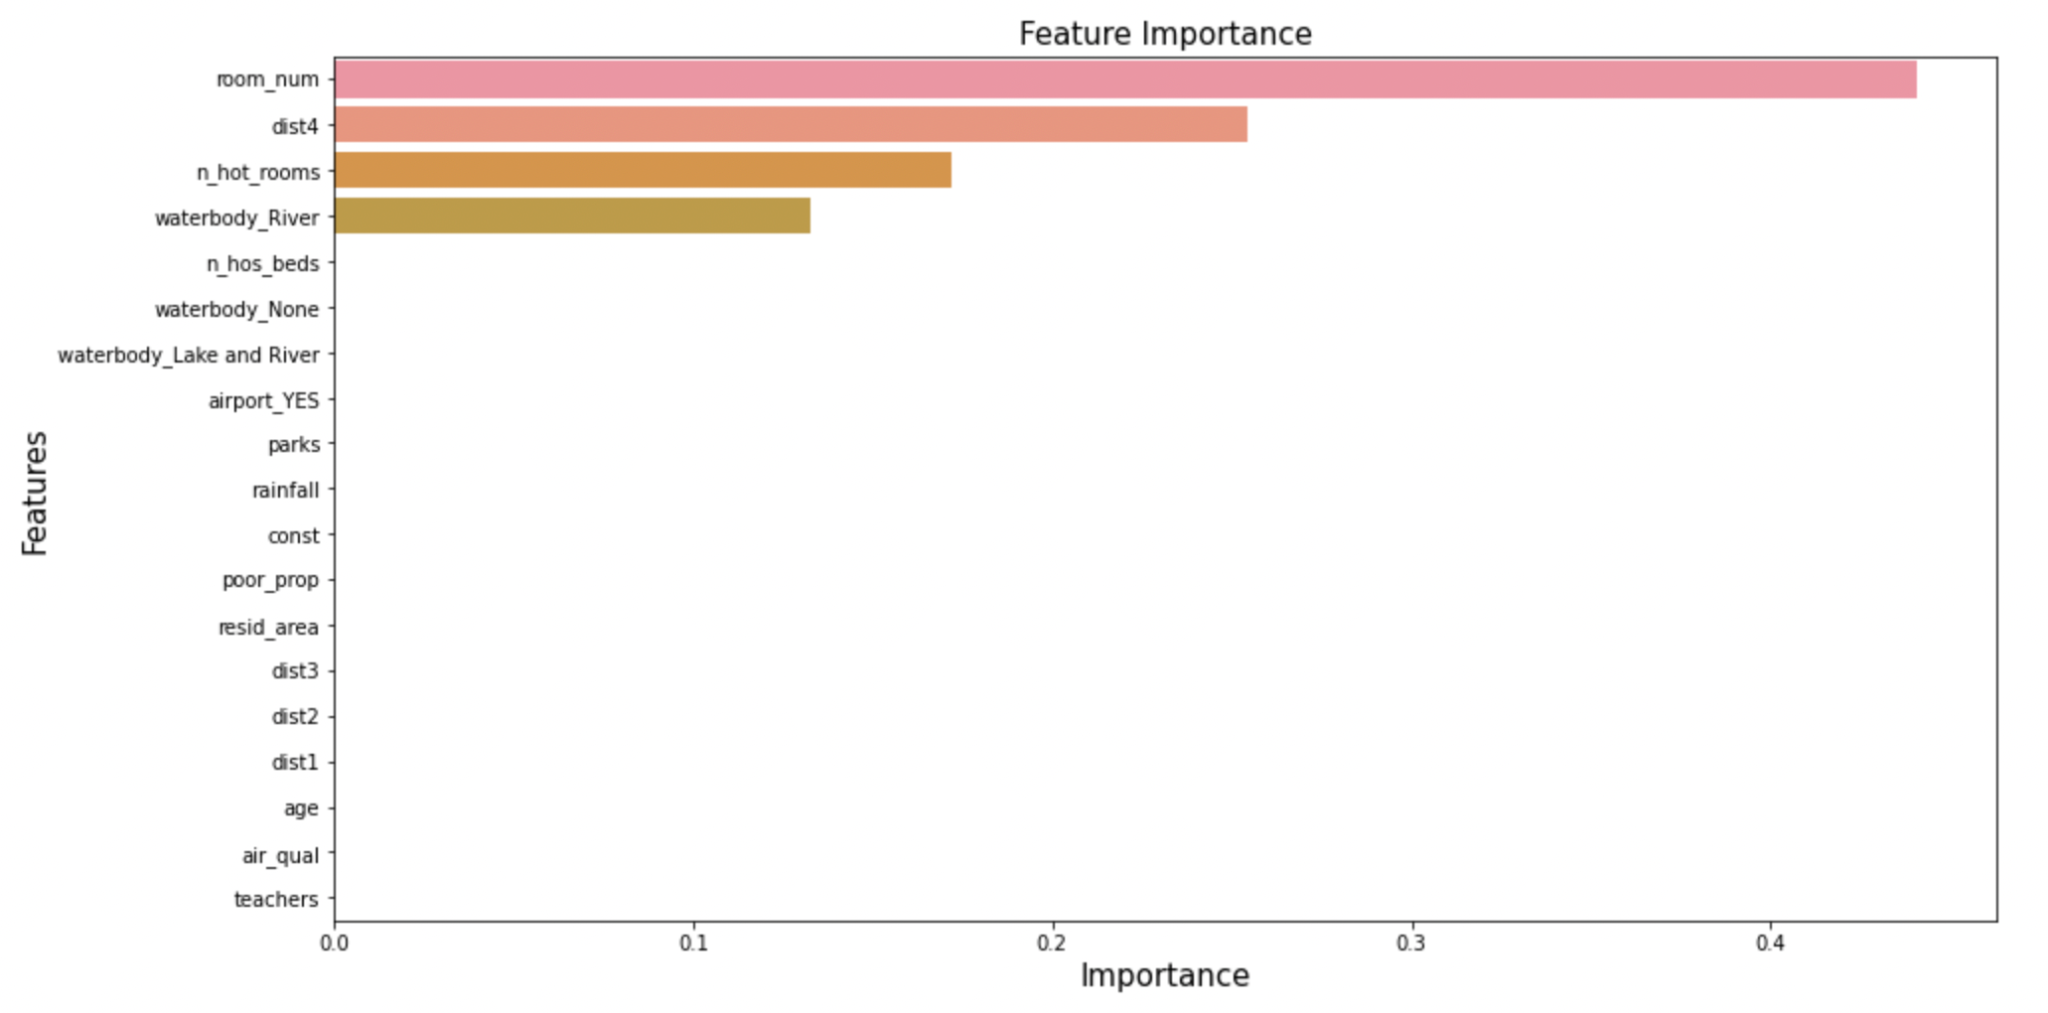 Feature Importance
room_num
dist4
n_hot_rooms
waterbody_River
n_hos_beds
waterbody_None
waterbody_Lake and River
airport_YES
parks
rainfall
const
poor_prop
resid_area
dist3
dist2
dist1
age
air_qual
teachers
Features
0.0 0.1 0.2 0.3 0.4
Importance